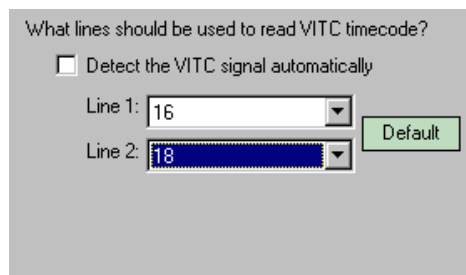 What lines should be used to read VITC timecode?
Detect the VITC signal automatically
Line 1: 16
Default
Line 2: 18